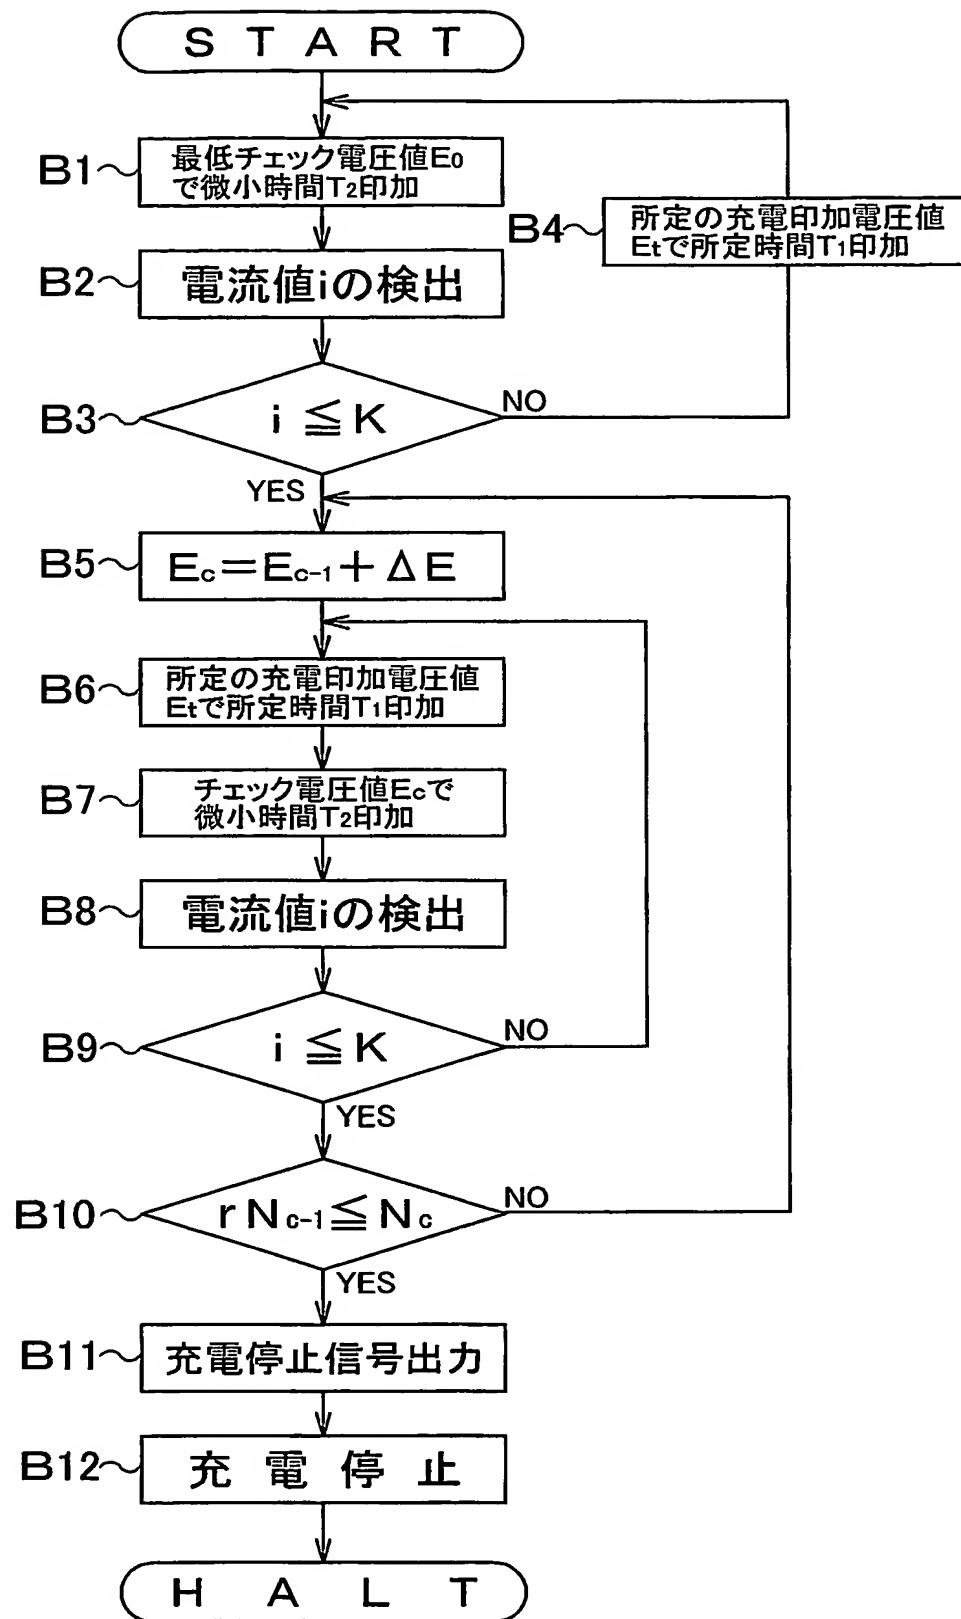 START
B1
最低チェック電圧値E₀
で微小時間T₂印加
B4
所定の充電印加電圧値
Etで所定時間T₁印加
B2
電流値iの検出
B3
i ≦ K
NO
YES
B5
Ec=Ec-1+ΔE
B6
所定の充電印加電圧値
Etで所定時間T₁印加
B7
チェック電圧値Ecで
微小時間T₂印加
B8
電流値iの検出
B9
i ≦ K
NO
YES
B10
rNc-1≦Nc
NO
YES
B11
充電停止信号出力
B12
充電停止
HALT